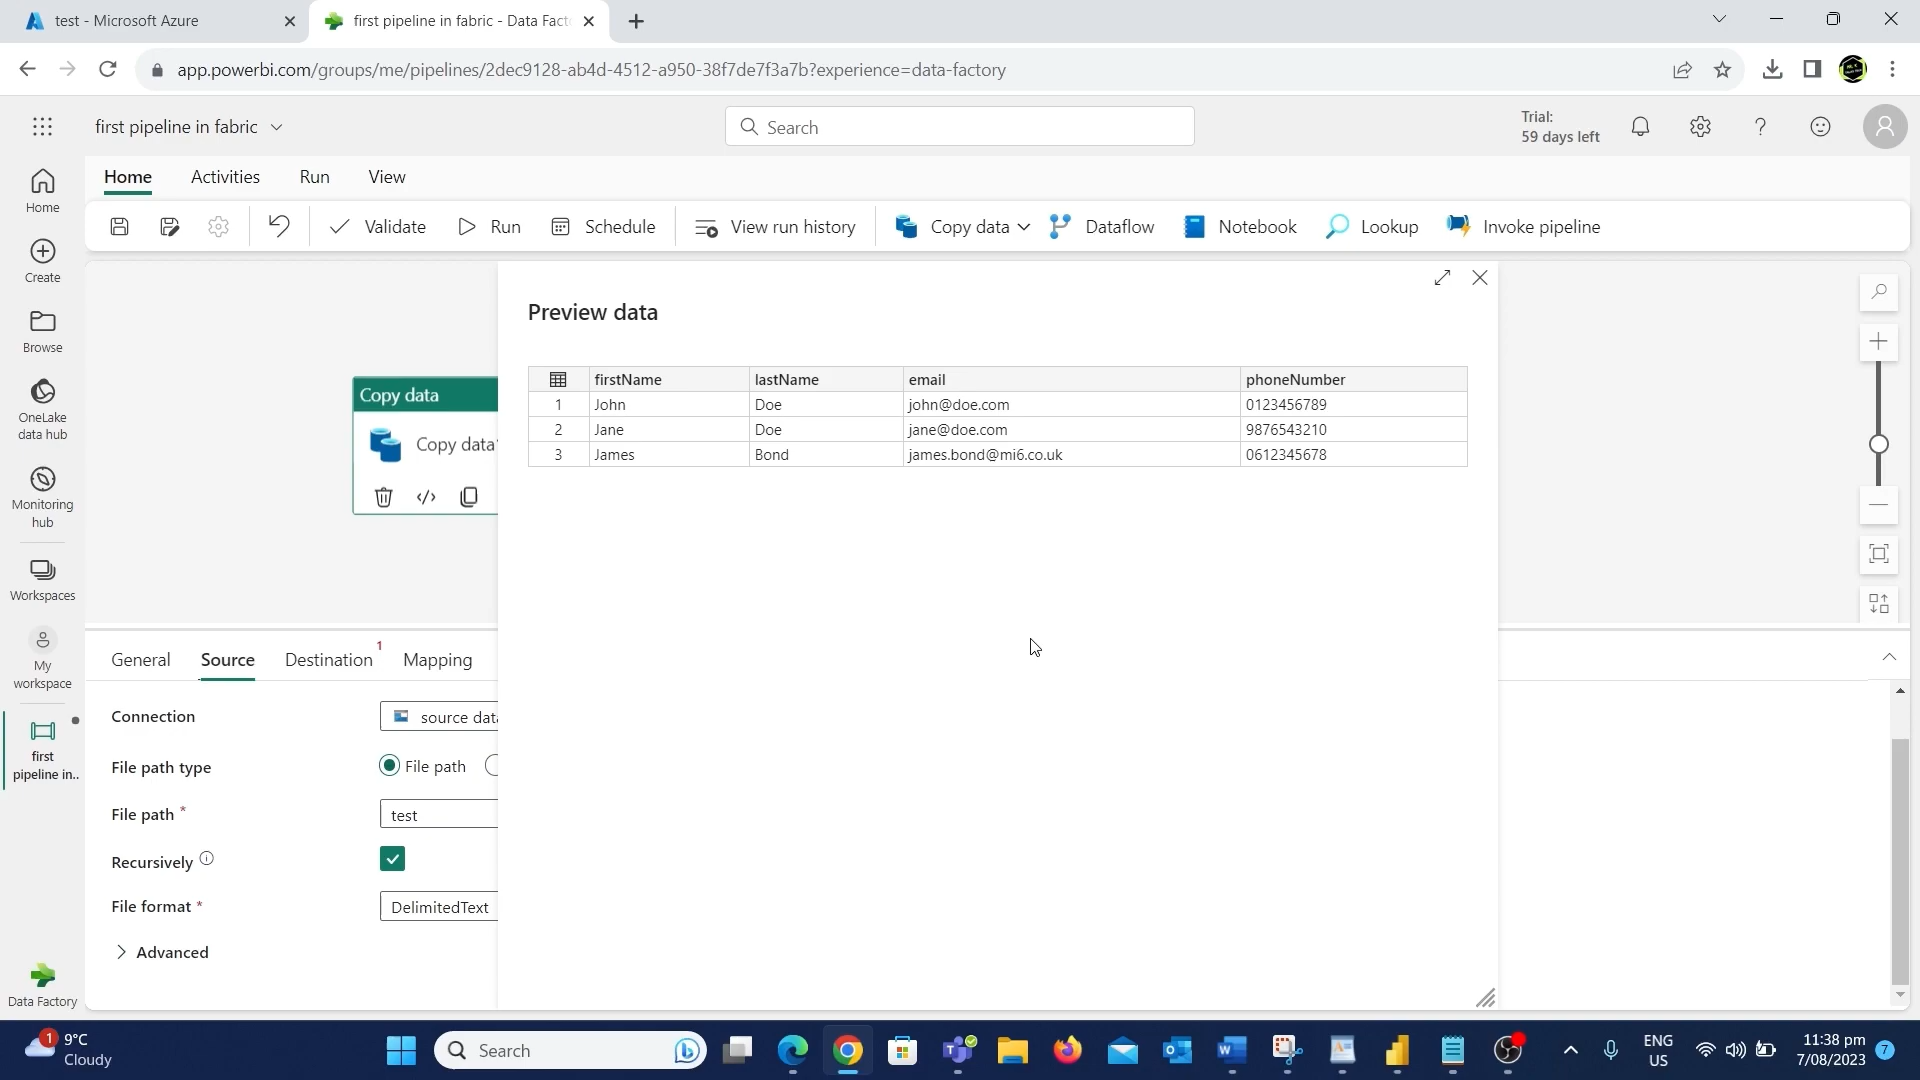 test - Microsoft Azure
first pipeline in fabric - Data Fact
app.powerbi.com/groups/me/pipelines/2dec9128-ab4d-4512-a950-38f7de7f3a7b?experience=data-factory
first pipeline in fabric
Search
Trial:
59 days left
Home
Activities
Run
View
Validate
Run
Schedule
View run history
Copy data
Dataflow
Notebook
Lookup
Invoke pipeline
Home
Create
Browse
OneLake
data hub
Monitoring
hub
Workspaces
My
workspace
first
pipeline in..
Data Factory
Copy data
Copy data
Preview data
firstName lastName email phoneNumber
1 John Doe john@doe.com 0123456789
2 Jane Doe jane@doe.com 9876543210
3 James Bond james.bond@mi6.co.uk 0612345678
General
Source
Destination 1
Mapping
Connection
source data
File path type
File path
File path *
test
Recursively
File format *
DelimitedText
Advanced
1
9°C
Cloudy
Search
ENG
US
11:38 pm
7/08/2023
7